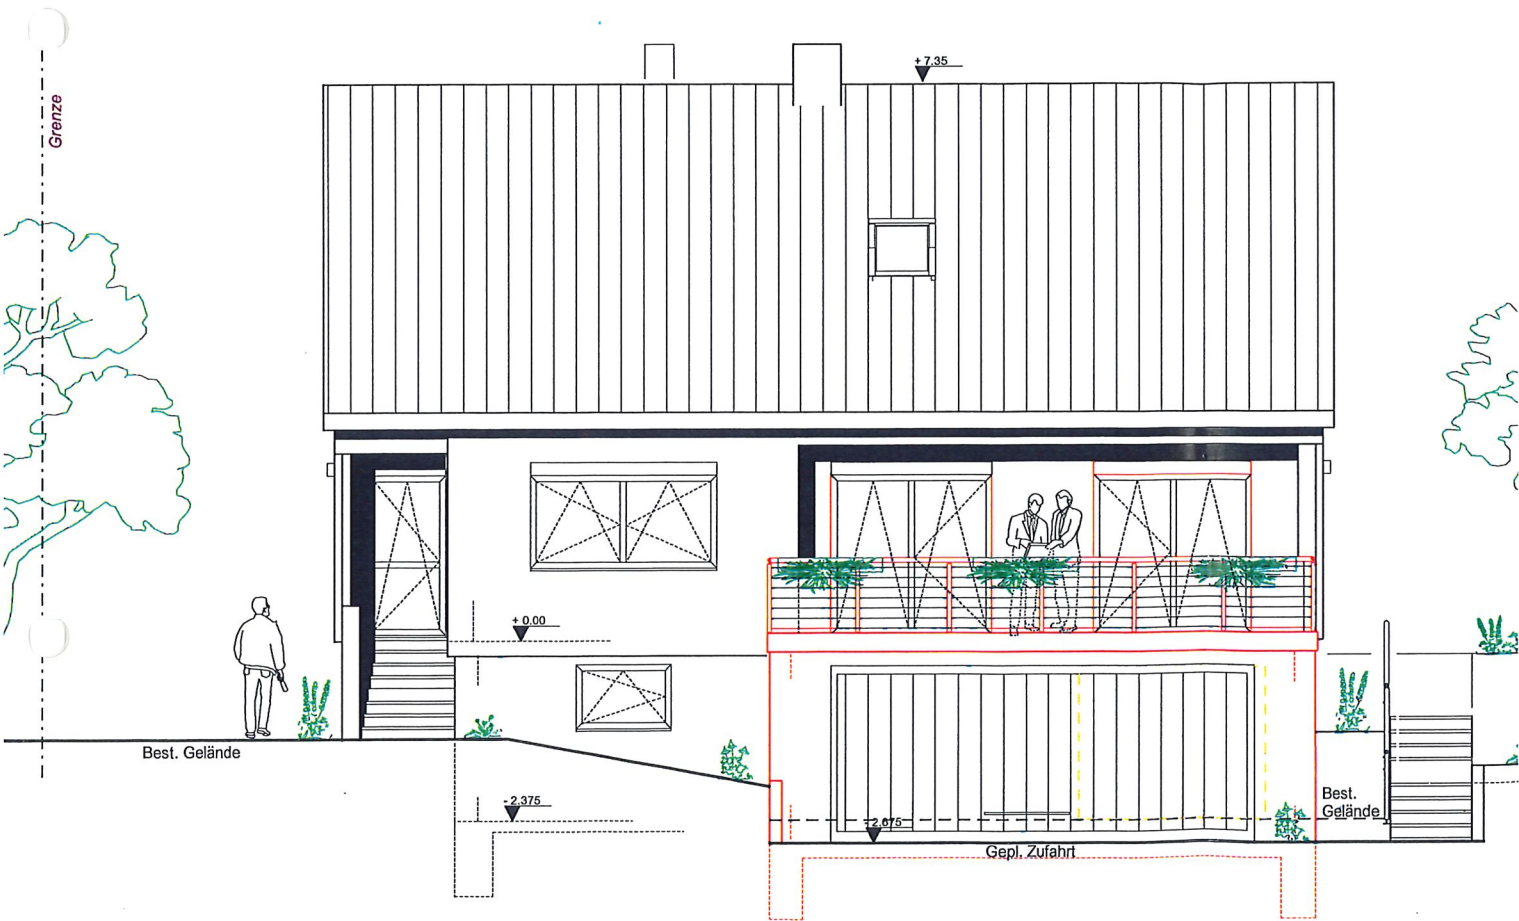 + 7.35
Grenze
+ 0.00
Best. Gelände
- 2.375
Best.
Gelände
- 2.675
Gepl. Zufahrt